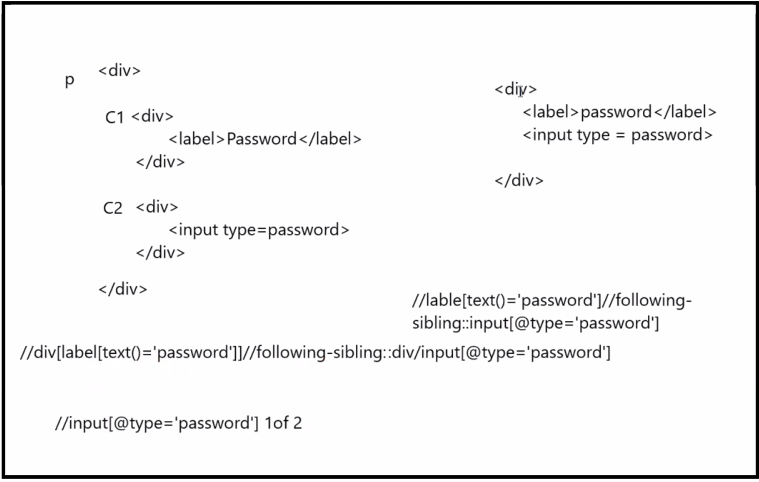 p <div>
C1 <div>
<label>Password</label>
</div>
C2 <div>
<input type=password>
</div>
</div>
<div>
<label>password</label>
<input type = password>
</div>
//lable[text()='password']//following-
sibling::input[@type='password']
//div[label[text()='password']]//following-sibling::div/input[@type='password']
//input[@type='password'] 1of 2